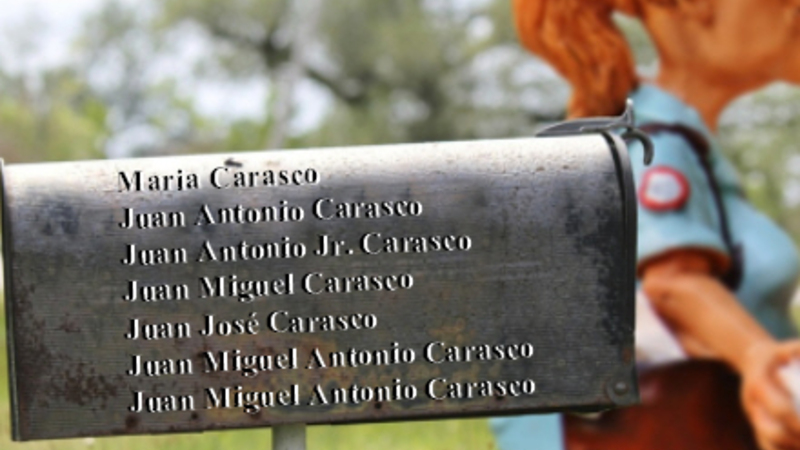 Maria Carasco
Juan Antonio Carasco
Juan Antonio Jr. Carasco
Juan Miguel Carasco
Juan José Carasco
Juan Miguel Antonio Carasco
Juan Miguel Antonio Carasco